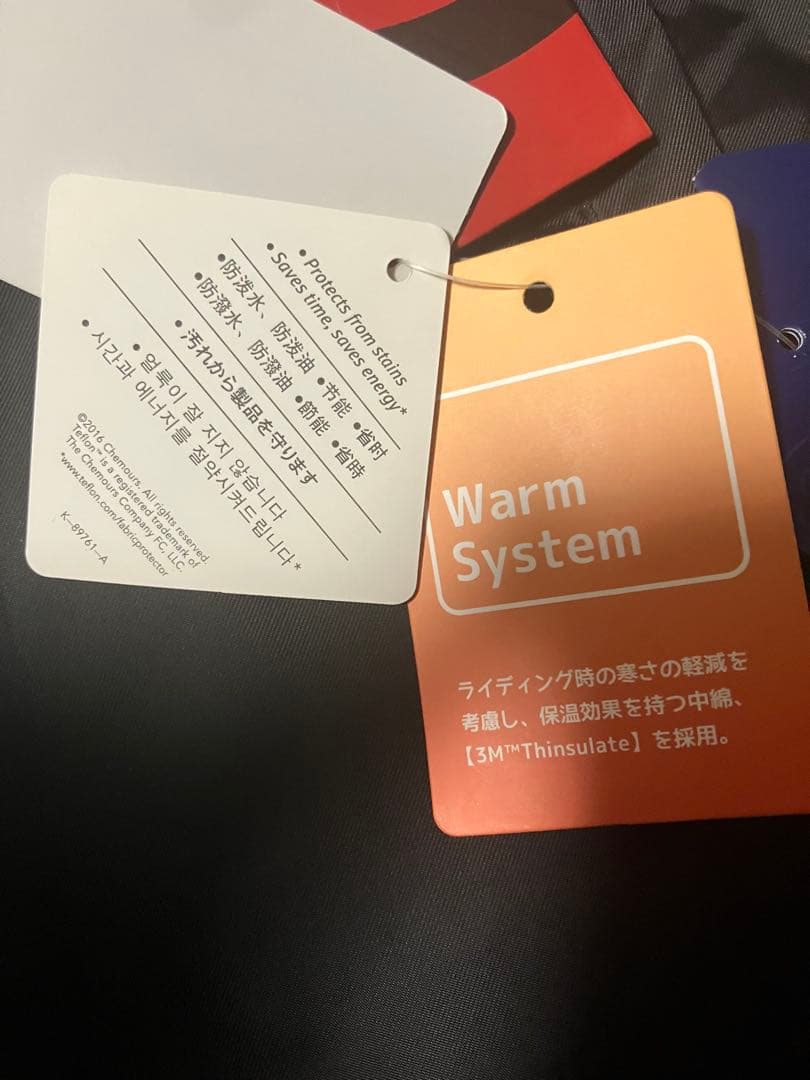 • Protects from stains
• Saves time, saves energy*
•防泼水、防泼油 •节能 •省时
•防潑水、防潑油 •節能 •省時
• 汚れから製品を守ります
• 얼룩이 잘 지지 않습니다
• 시간과 에너지를 절약시켜드립니다*
©2016 Chemours. All rights reserved.
Teflon™ is a registered trademark of
The Chemours Company FC, LLC.
*www.teflon.com/fabricprotector
K-89761-A
Warm
System
ライディング時の寒さの軽減を
考慮し、保温効果を持つ中綿、
【3M™Thinsulate】を採用。